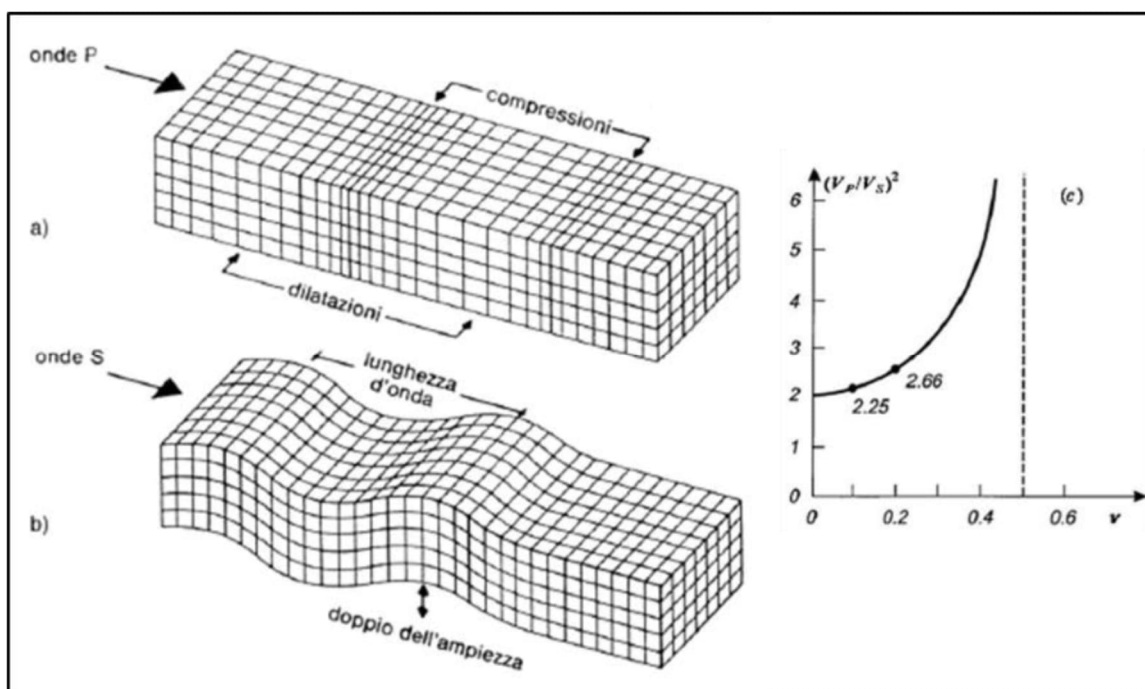 onde P
compressioni
a)
dilatazioni
onde S
lunghezza
d'onda
b)
doppio dell'ampiezza
(V_P/V_S)^2
(c)
6
5
4
3
2
1
0
2.25
2.66
0
0.2
0.4
0.6
ν